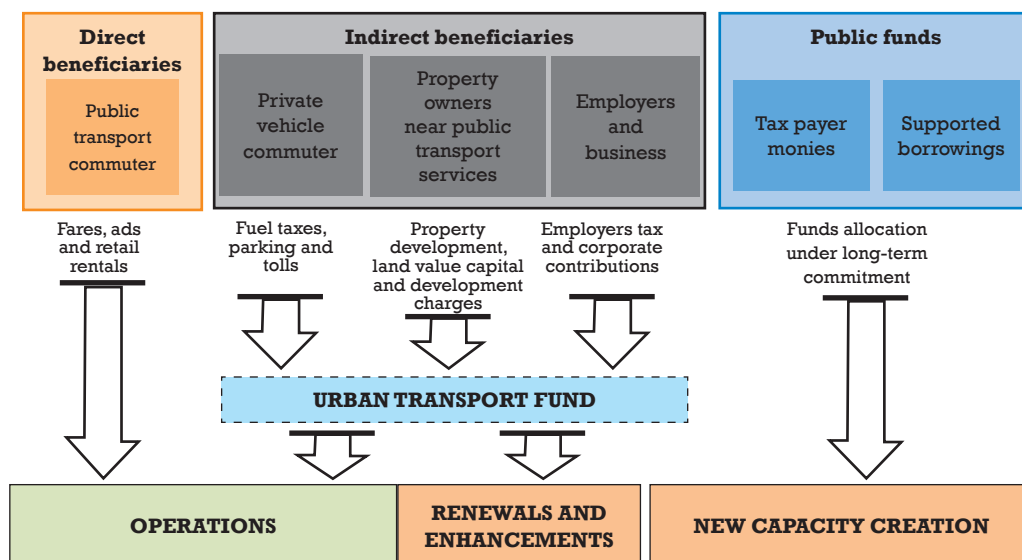 Direct
beneficiaries
Public
transport
commuter
Indirect beneficiaries
Private
vehicle
commuter
Property
owners
near public
transport
services
Employers
and
business
Public funds
Tax payer
monies
Supported
borrowings
Fares, ads
and retail
rentals
Fuel taxes,
parking and
tolls
Property
development,
land value capital
and development
charges
Employers tax
and corporate
contributions
Funds allocation
under long-term
commitment
URBAN TRANSPORT FUND
OPERATIONS
RENEWALS AND
ENHANCEMENTS
NEW CAPACITY CREATION